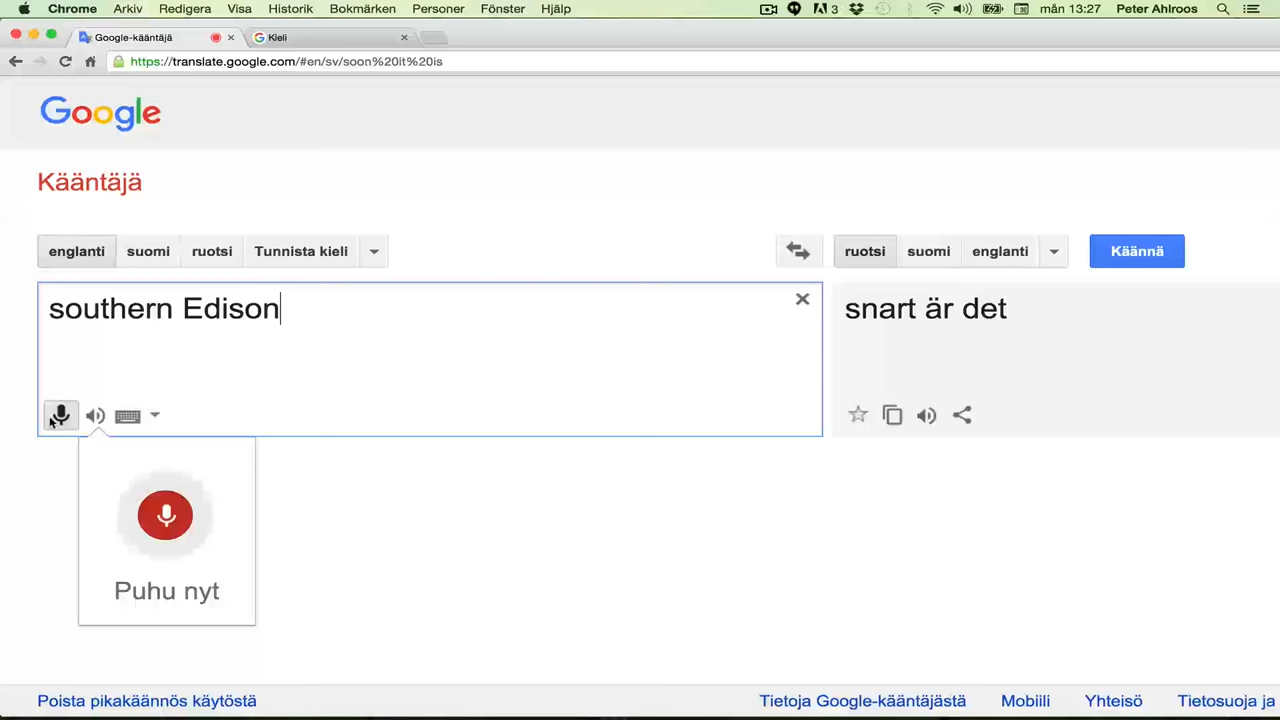 Chrome Arkiv Redigera Visa Historik Bokmärken Personer Fönster Hjälp 3 mån 13:27 Peter Ahlroos
Google-kääntäjä Kieli
https://translate.google.com/#en/sv/soon%20it%20is
Google
Kääntäjä
englanti suomi ruotsi Tunnista kieli ruotsi suomi englanti Käännä
southern Edison snart är det
Puhu nyt
Poista pikakäännös käytöstä Tietoja Google-kääntäjästä Mobiili Yhteisö Tietosuoja ja